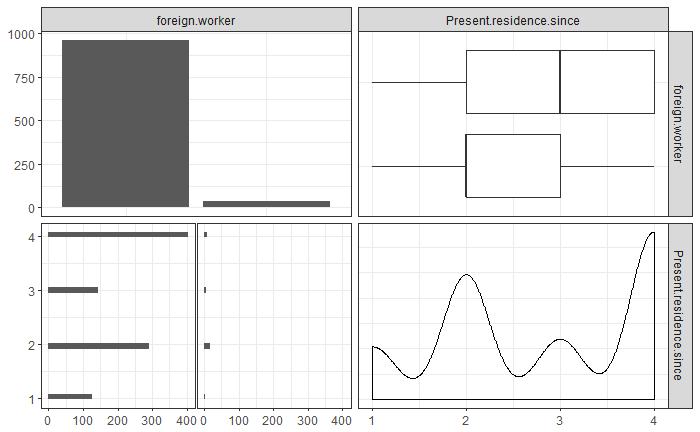 foreign.worker Present.residence.since
1000
750
500
250
0
foreign.worker
4
3
2
1
Present.residence.since
0 100 200 300 400 0 100 200 300 400 1 2 3 4